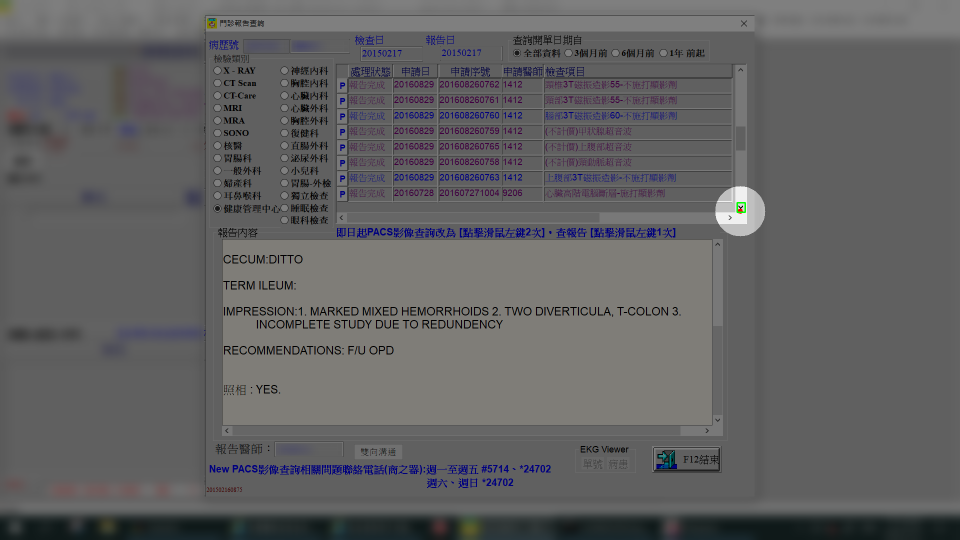 門診報告查詢
病歷號 檢查日 報告日 查詢開單日期自
20150217 20150217 全部資料 3個月前 6個月前 1年 前起
檢驗類別
X - RAY 神經內科
CT Scan 胸腔內科
CT-Care 心臟內科
MRI 心臟外科
MRA 胸腔外科
SONO 復健科
核醫 直腸外科
胃腸科 泌尿外科
一般外科 小兒科
婦產科 胃腸-外檢
耳鼻喉科 獨立檢查
健康管理中心 睡眠檢查
眼科檢查
處理狀態 申請日 申請序號 申請醫師 檢查項目
P 報告完成 20160829 201608260762 1412 頸椎3T磁振造影55-不施打顯影劑
P 報告完成 20160829 201608260761 1412 頭部3T磁振造影55-不施打顯影劑
P 報告完成 20160829 201608260760 1412 腦部3T磁振造影60-不施打顯影劑
P 報告完成 20160829 201608260759 1412 (不計價)甲狀腺超音波
P 報告完成 20160829 201608260765 1412 (不計價)上腹部超音波
P 報告完成 20160829 201608260758 1412 (不計價)頸動脈超音波
P 報告完成 20160829 201608260763 1412 上腹部3T磁振造影-不施打顯影劑
P 報告完成 20160728 201607271004 9206 心臟高階電腦斷層-施打顯影劑
報告內容 即日起PACS影像查詢改為 [點擊滑鼠左鍵2次]，查報告 [點擊滑鼠左鍵1次]
CECUM:DITTO
TERM ILEUM:
IMPRESSION:1. MARKED MIXED HEMORRHOIDS 2. TWO DIVERTICULA, T-COLON 3.
INCOMPLETE STUDY DUE TO REDUNDENCY
RECOMMENDATIONS: F/U OPD
照相 : YES.
報告醫師： 雙向溝通 EKG Viewer
單號 病患 F12結束
New PACS影像查詢相關問題聯絡電話(商之器):週一至週五 #5714、*24702
週六、週日 *24702